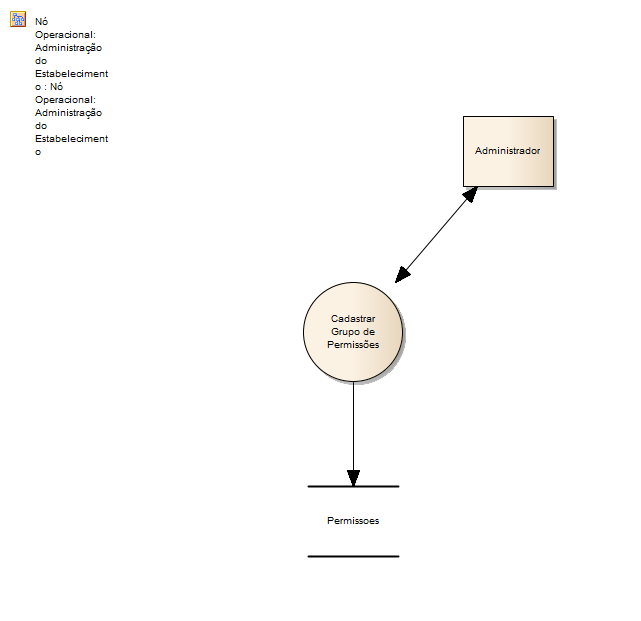 Nó
Operacional:
Administração
do
Estabeleciment
o : Nó
Operacional:
Administração
do
Estabeleciment
o
Administrador
Cadastrar
Grupo de
Permissões
Permissoes